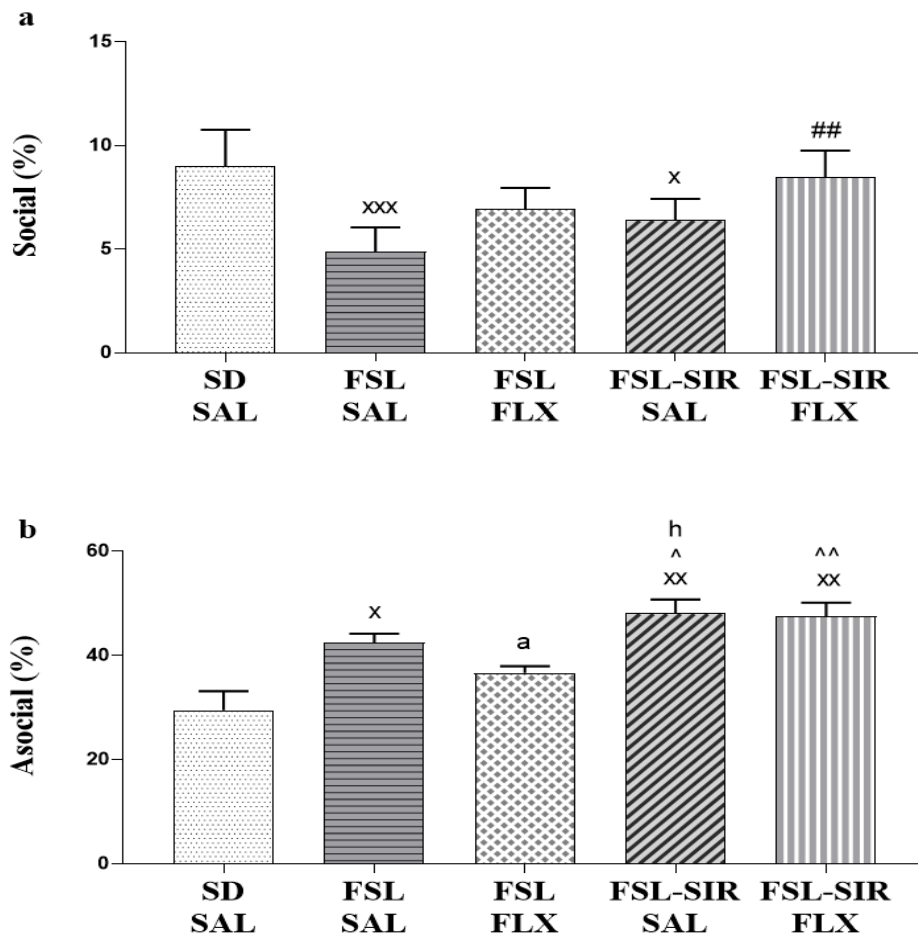 a
Social (%)
15
10
5
0
xxx
x
##
SD
SAL
FSL
SAL
FSL
FLX
FSL-SIR
SAL
FSL-SIR
FLX
b
Asocial (%)
60
40
20
0
x
a
h
^
xx
^^
xx
SD
SAL
FSL
SAL
FSL
FLX
FSL-SIR
SAL
FSL-SIR
FLX